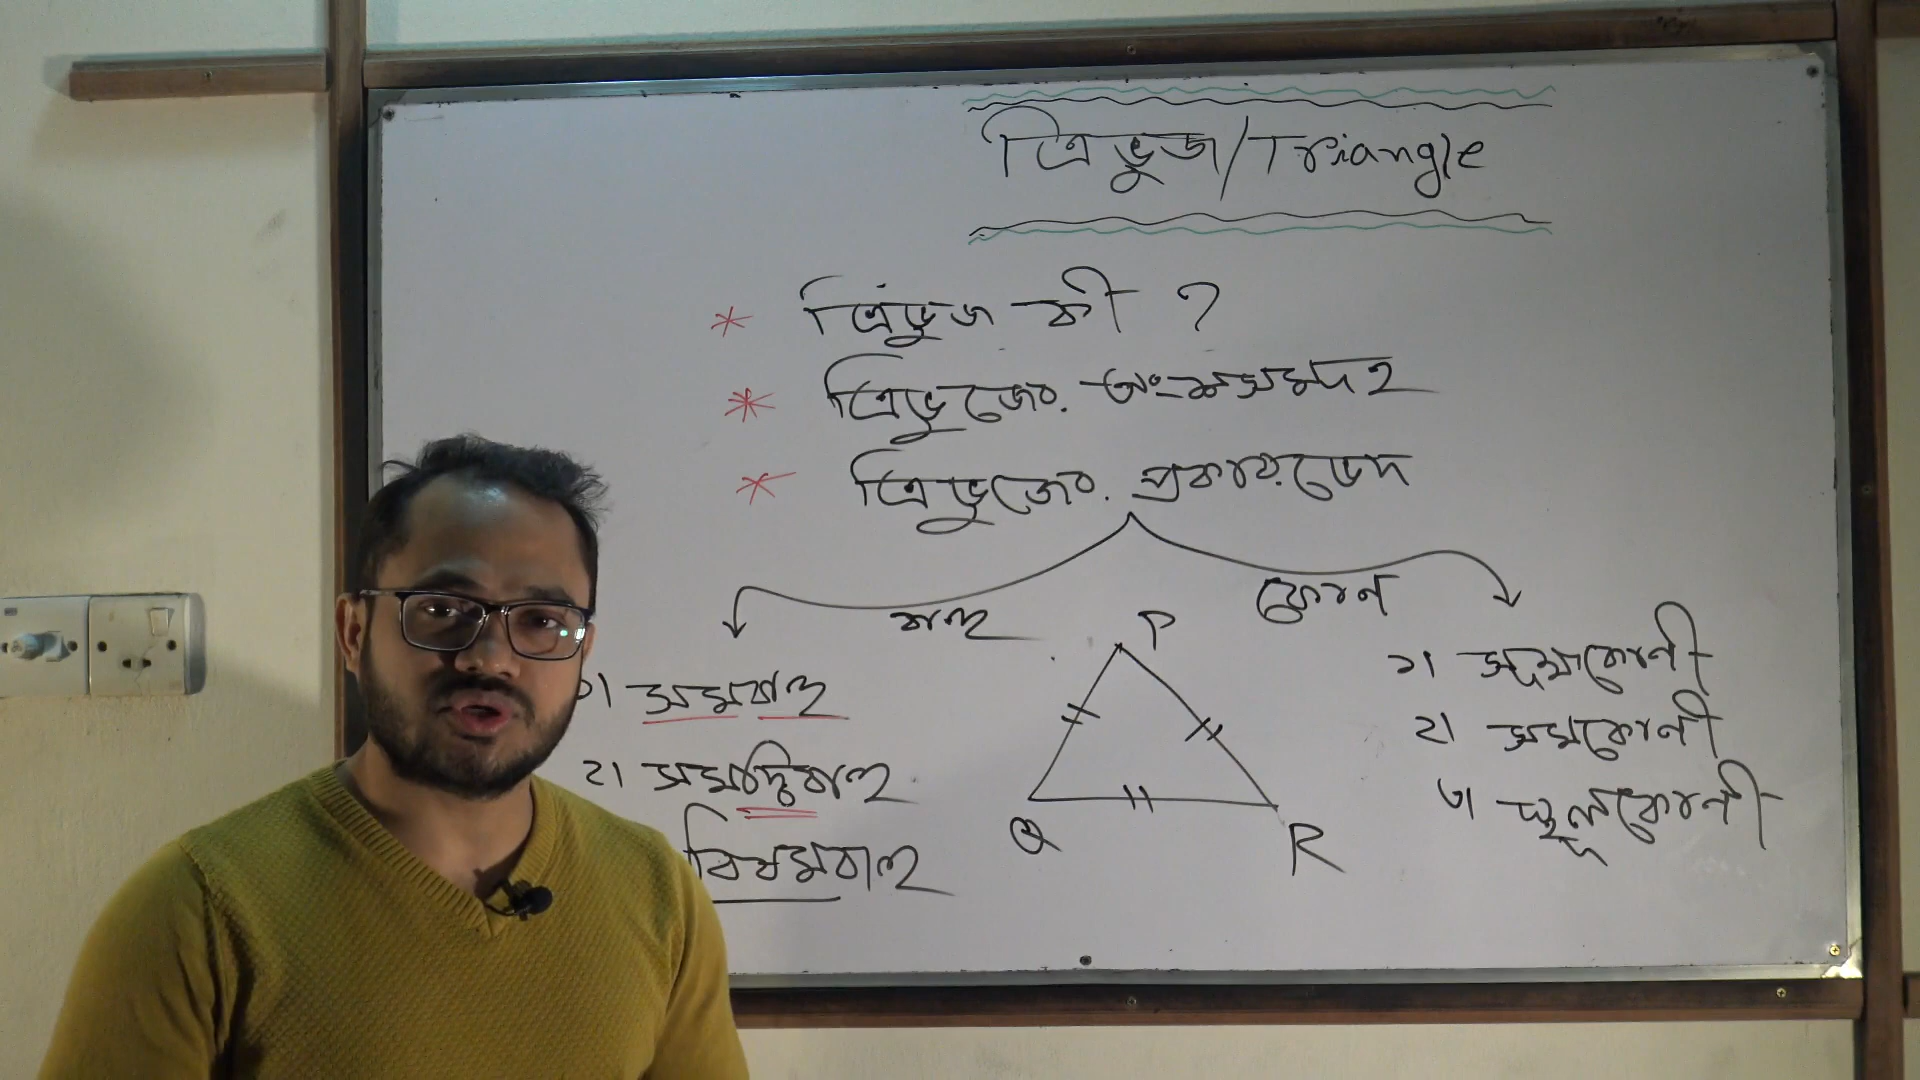 ত্রিভুজ/Triangle
* ত্রিভুজ কী ?
* ত্রিভুজের অংশসমূহ
* ত্রিভুজের প্রকারভেদ
বাহু
কোন
১। সমবাহু
২। সমদ্বিবাহু
বিষমবাহু
P
Q
R
১। সূক্ষ্মকোনী
২। সমকোনী
৩। স্থূলকোনী